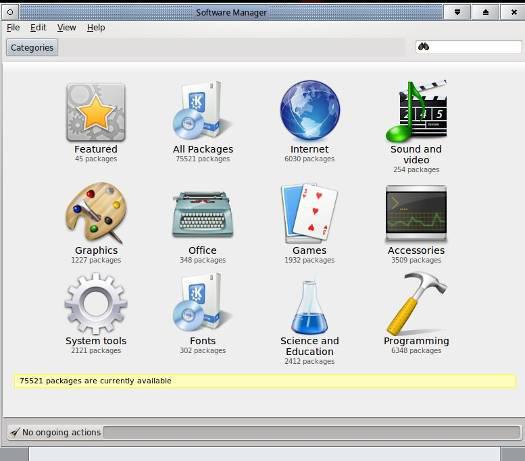 Software Manager
File Edit View Help
Categories
Featured
45 packages
All Packages
75521 packages
Internet
6030 packages
Sound and
video
254 packages
Graphics
1227 packages
Office
348 packages
Games
1932 packages
Accessories
3509 packages
System tools
2121 packages
Fonts
302 packages
Science and
Education
2412 packages
Programming
6348 packages
75521 packages are currently available
No ongoing actions